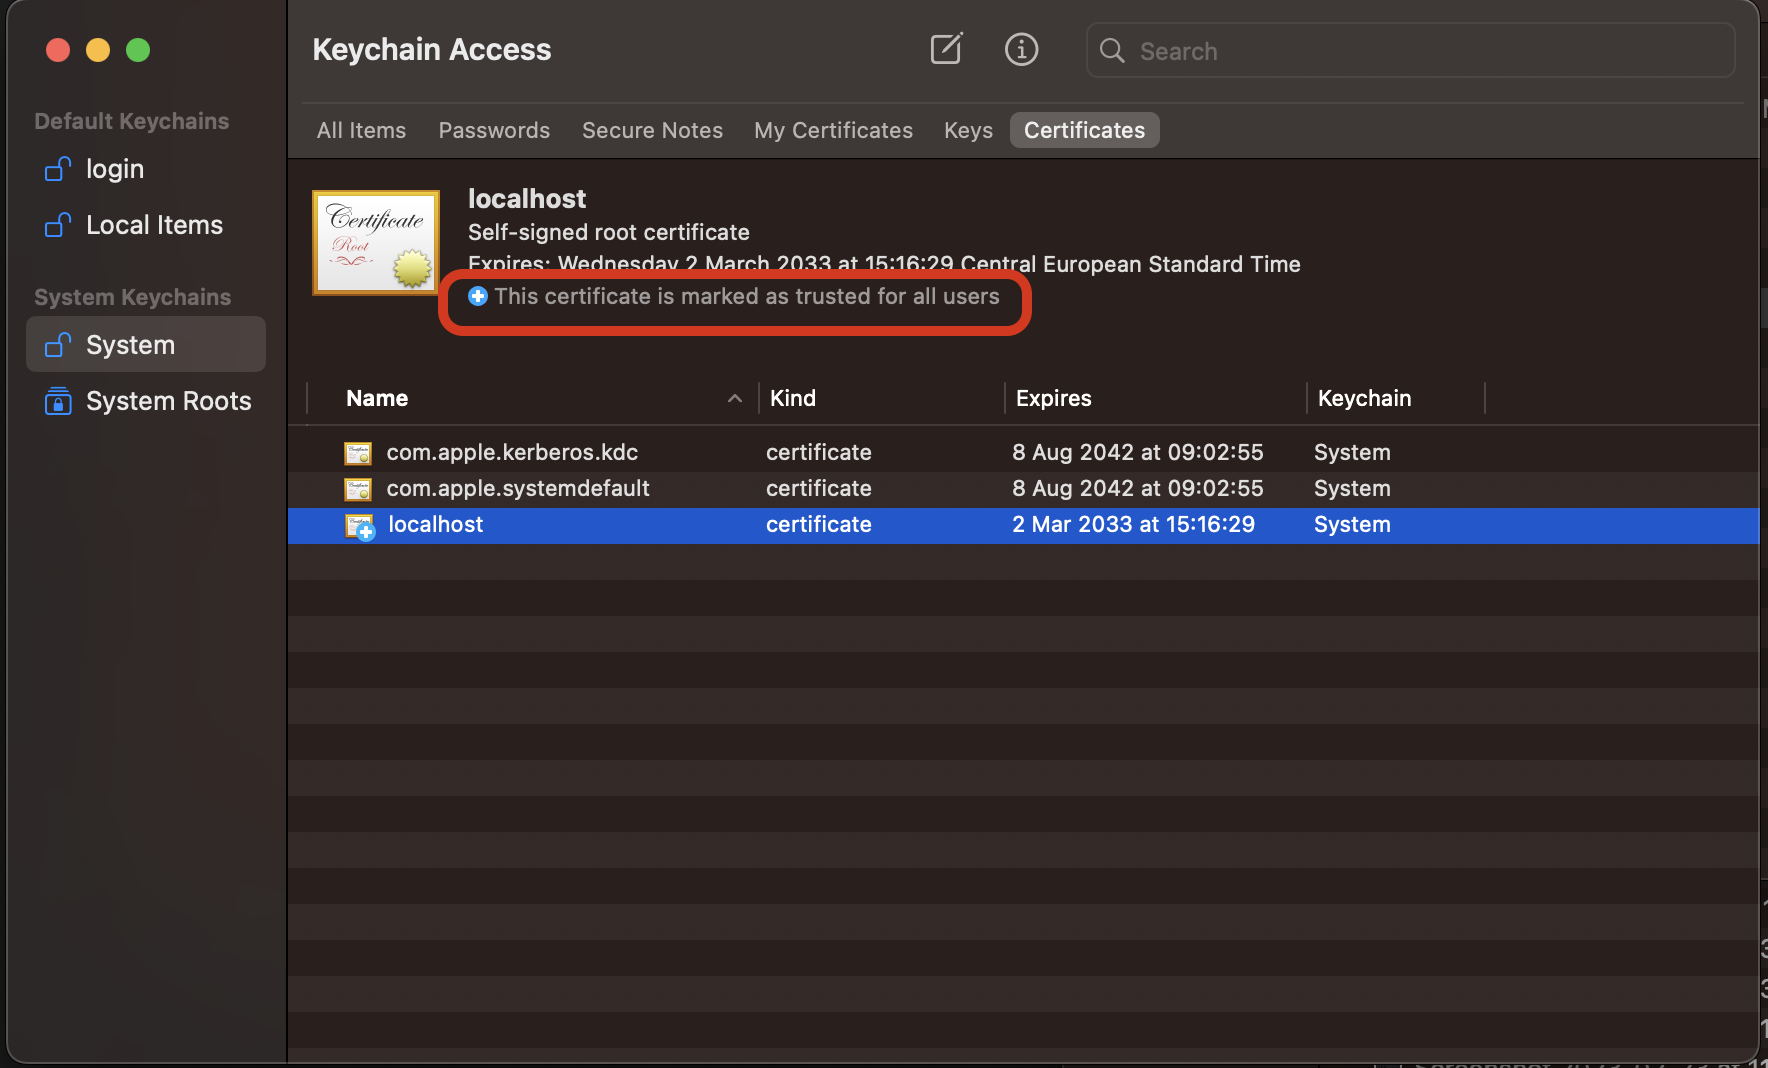 Keychain Access
Search
Default Keychains
login
Local Items
System Keychains
System
System Roots
All Items Passwords Secure Notes My Certificates Keys Certificates
Certificate
Root
localhost
Self-signed root certificate
Expires: Wednesday 2 March 2033 at 15:16:29 Central European Standard Time
This certificate is marked as trusted for all users
Name Kind Expires Keychain
com.apple.kerberos.kdc certificate 8 Aug 2042 at 09:02:55 System
com.apple.systemdefault certificate 8 Aug 2042 at 09:02:55 System
localhost certificate 2 Mar 2033 at 15:16:29 System